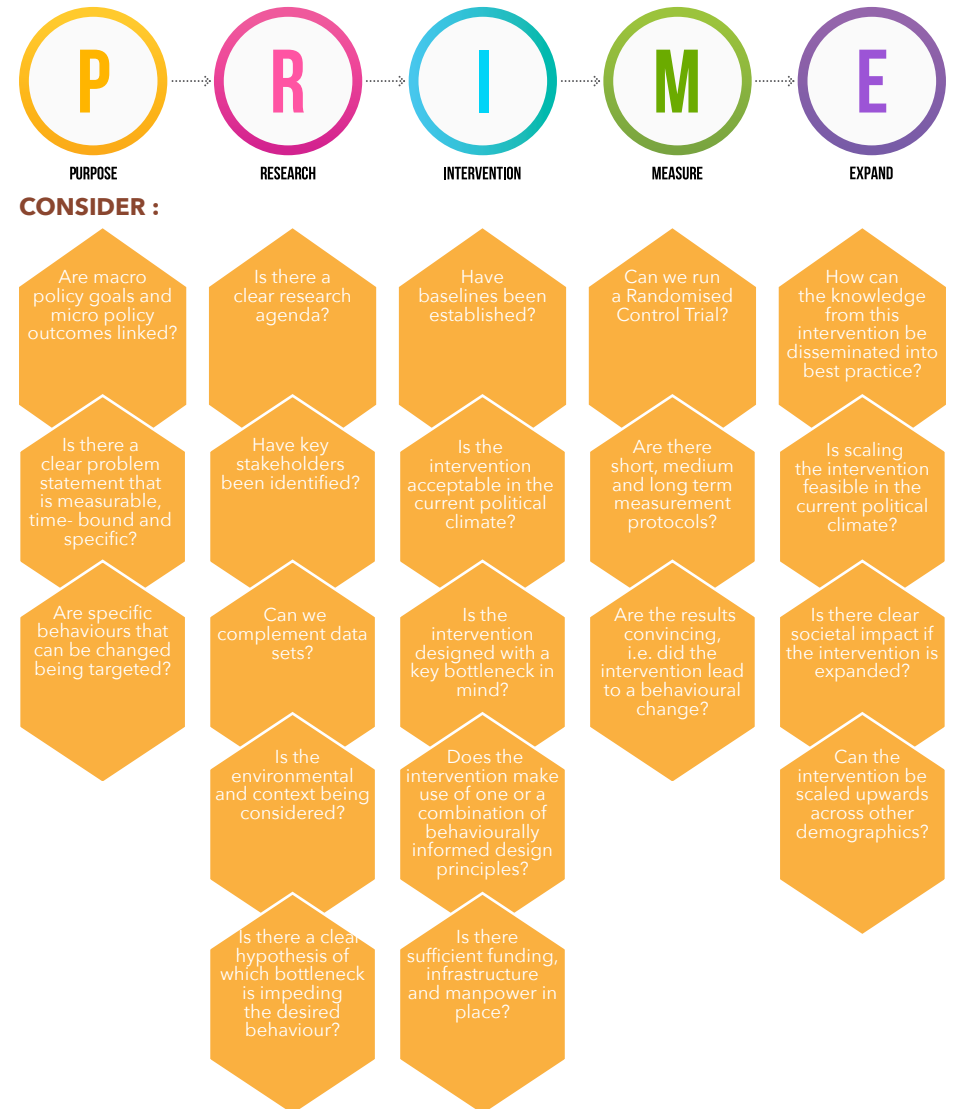 P
R
I
M
E
PURPOSE
RESEARCH
INTERVENTION
MEASURE
EXPAND
CONSIDER :
Are macro
policy goals and
micro policy
outcomes linked?
Is there a
clear problem
statement that
is measurable,
time- bound and
specific?
Are specific
behaviours that
can be changed
being targeted?
Is there a
clear research
agenda?
Have key
stakeholders
been identified?
Can we
complement data
sets?
Is the
environmental
and context being
considered?
Is there a clear
hypothesis of
which bottleneck
is impeding
the desired
behaviour?
Have
baselines been
established?
Is the
intervention
acceptable in the
current political
climate?
Is the
intervention
designed with a
key bottleneck in
mind?
Does the
intervention make
use of one or a
combination of
behaviourally
informed design
principles?
Is there
sufficient funding,
infrastructure
and manpower in
place?
Can we run
a Randomised
Control Trial?
Are there
short, medium
and long term
measurement
protocols?
Are the results
convincing,
i.e. did the
intervention lead
to a behavioural
change?
How can
the knowledge
from this
intervention be
disseminated into
best practice?
Is scaling
the intervention
feasible in the
current political
climate?
Is there clear
societal impact if
the intervention is
expanded?
Can the
intervention be
scaled upwards
across other
demographics?